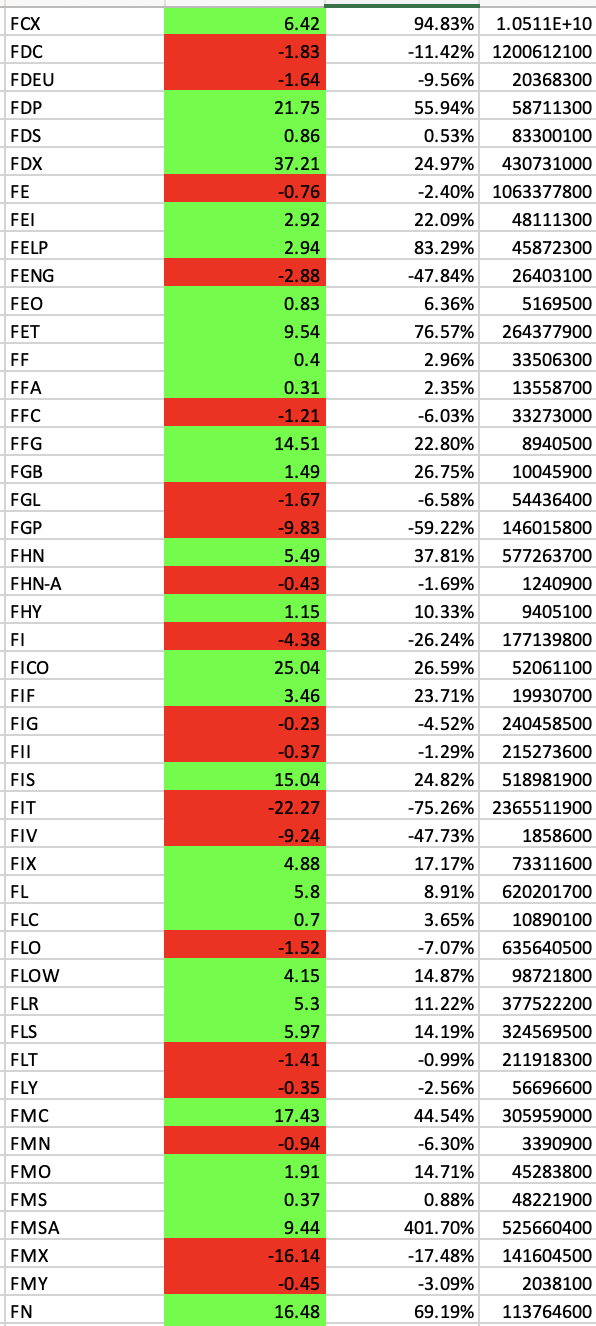 FCX 6.42 94.83% 1.0511E+10
FDC -1.83 -11.42% 1200612100
FDEU -1.64 -9.56% 20368300
FDP 21.75 55.94% 58711300
FDS 0.86 0.53% 83300100
FDX 37.21 24.97% 430731000
FE -0.76 -2.40% 1063377800
FEI 2.92 22.09% 48111300
FELP 2.94 83.29% 45872300
FENG -2.88 -47.84% 26403100
FEO 0.83 6.36% 5169500
FET 9.54 76.57% 264377900
FF 0.4 2.96% 33506300
FFA 0.31 2.35% 13558700
FFC -1.21 -6.03% 33273000
FFG 14.51 22.80% 8940500
FGB 1.49 26.75% 10045900
FGL -1.67 -6.58% 54436400
FGP -9.83 -59.22% 146015800
FHN 5.49 37.81% 577263700
FHN-A -0.43 -1.69% 1240900
FHY 1.15 10.33% 9405100
FI -4.38 -26.24% 177139800
FICO 25.04 26.59% 52061100
FIF 3.46 23.71% 19930700
FIG -0.23 -4.52% 240458500
FII -0.37 -1.29% 215273600
FIS 15.04 24.82% 518981900
FIT -22.27 -75.26% 2365511900
FIV -9.24 -47.73% 1858600
FIX 4.88 17.17% 73311600
FL 5.8 8.91% 620201700
FLC 0.7 3.65% 10890100
FLO -1.52 -7.07% 635640500
FLOW 4.15 14.87% 98721800
FLR 5.3 11.22% 377522200
FLS 5.97 14.19% 324569500
FLT -1.41 -0.99% 211918300
FLY -0.35 -2.56% 56696600
FMC 17.43 44.54% 305959000
FMN -0.94 -6.30% 3390900
FMO 1.91 14.71% 45283800
FMS 0.37 0.88% 48221900
FMSA 9.44 401.70% 525660400
FMX -16.14 -17.48% 141604500
FMY -0.45 -3.09% 2038100
FN 16.48 69.19% 113764600